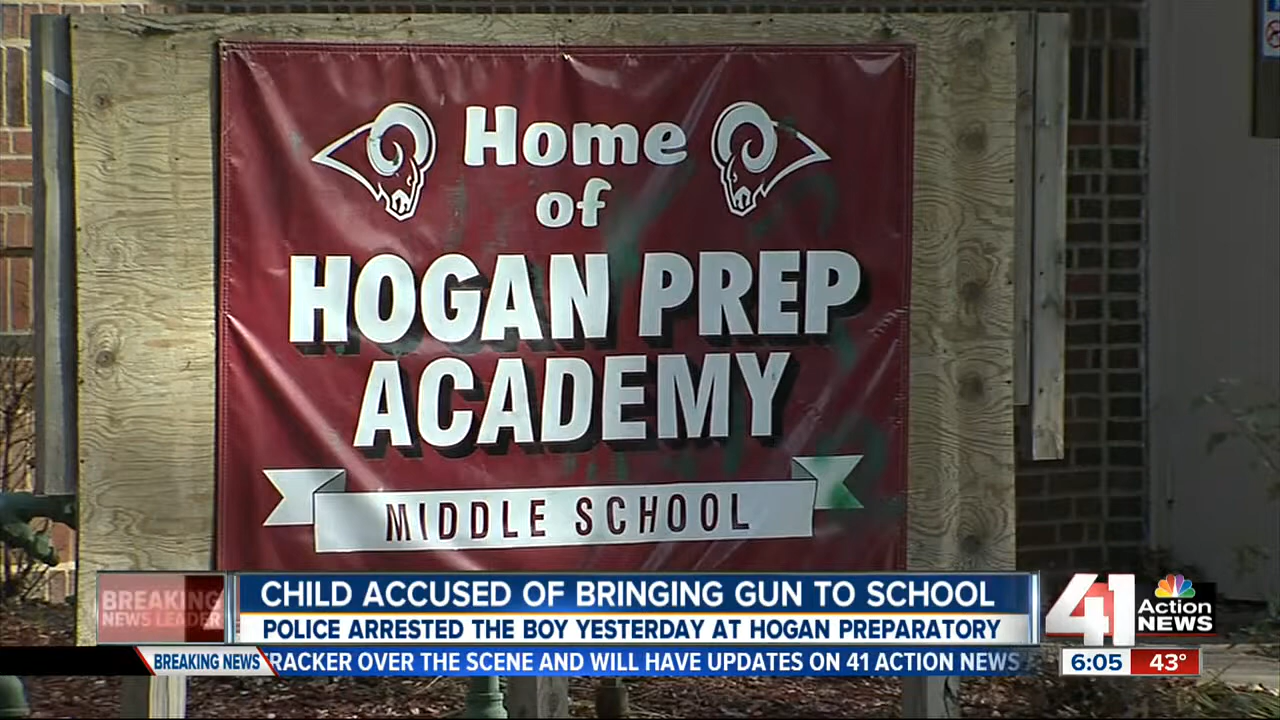 Home
of
HOGAN PREP
ACADEMY
MIDDLE SCHOOL
BREAKING
NEWS LEADER
CHILD ACCUSED OF BRINGING GUN TO SCHOOL
POLICE ARRESTED THE BOY YESTERDAY AT HOGAN PREPARATORY
41 Action
NEWS
BREAKING NEWS RACKER OVER THE SCENE AND WILL HAVE UPDATES ON 41 ACTION NEWS
6:05 43°